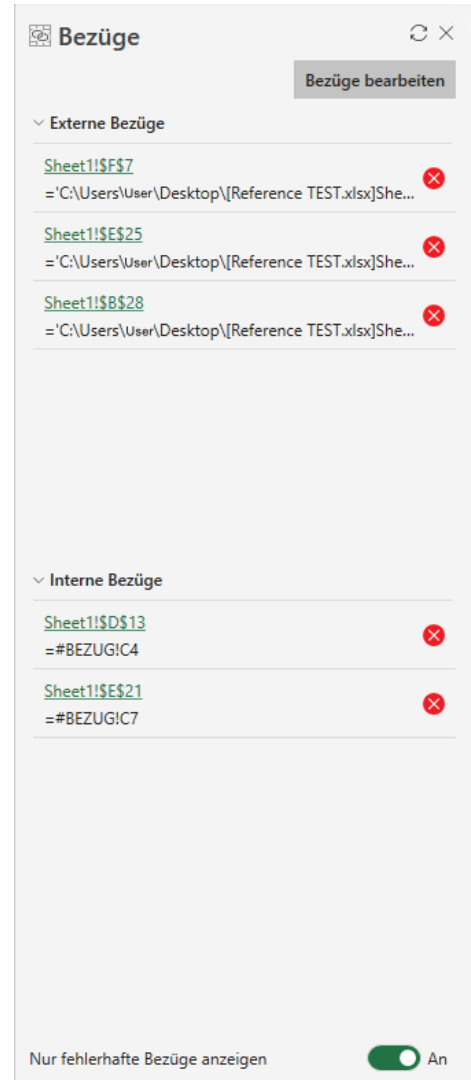 Bezüge
Bezüge bearbeiten
Externe Bezüge
Sheet1!$F$7
='C:\Users\User\Desktop\[Reference TEST.xlsx]She...
Sheet1!$E$25
='C:\Users\User\Desktop\[Reference TEST.xlsx]She...
Sheet1!$B$28
='C:\Users\User\Desktop\[Reference TEST.xlsx]She...
Interne Bezüge
Sheet1!$D$13
=#BEZUG!C4
Sheet1!$E$21
=#BEZUG!C7
Nur fehlerhafte Bezüge anzeigen An